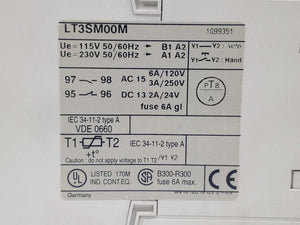 LT3SM00M 1G99351
Ue = 115V 50/60Hz B1 A2 Y1 Y2 : Auto
Ue = 230V 50/60Hz A1 A2 Y1 Y2 : Hand
97 98 AC 15 6A/120V
3A/250V
95 96 DC 13 2A/24V
fuse 6A gl
PTB
A
IEC 34-11-2 type A
VDE 0660
T1 T2 IEC 34-11-2 type A
+t°
Caution : do not apply voltage to T1 T2 / Y1 Y2
UL LISTED 170M
IND. CONT.EQ.
B300-R300
fuse 6A max.
Germany